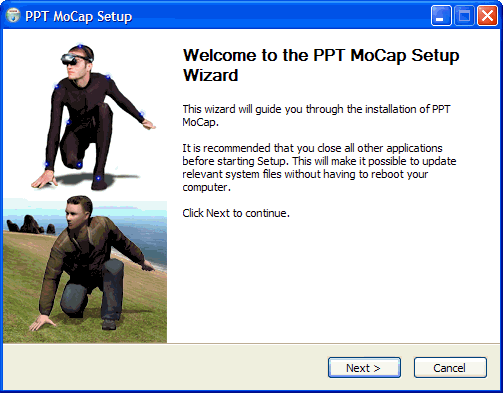 PPT MoCap Setup
Welcome to the PPT MoCap Setup
Wizard
This wizard will guide you through the installation of PPT
MoCap.
It is recommended that you close all other applications
before starting Setup. This will make it possible to update
relevant system files without having to reboot your
computer.
Click Next to continue.
Next >
Cancel